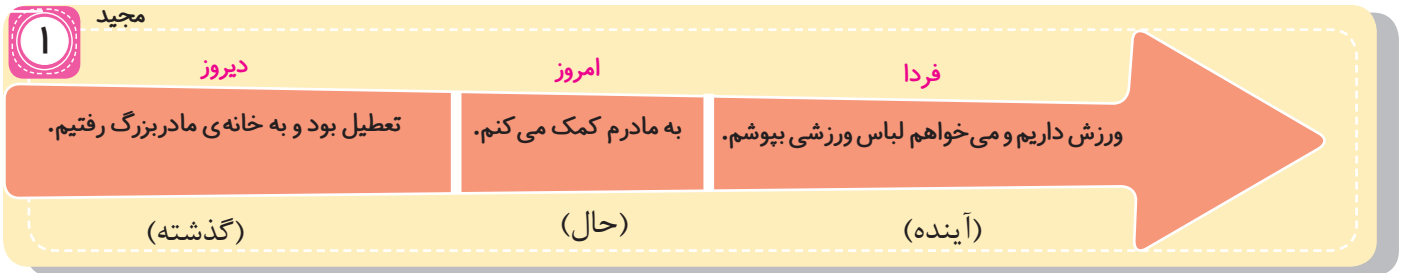 مجید
۱
دیروز
امروز
فردا
تعطیل بود و به خانه‌ی مادربزرگ رفتیم.
به مادرم کمک می‌کنم.
ورزش داریم و می‌خواهم لباس ورزشی بپوشم.
(گذشته)
(حال)
(آینده)